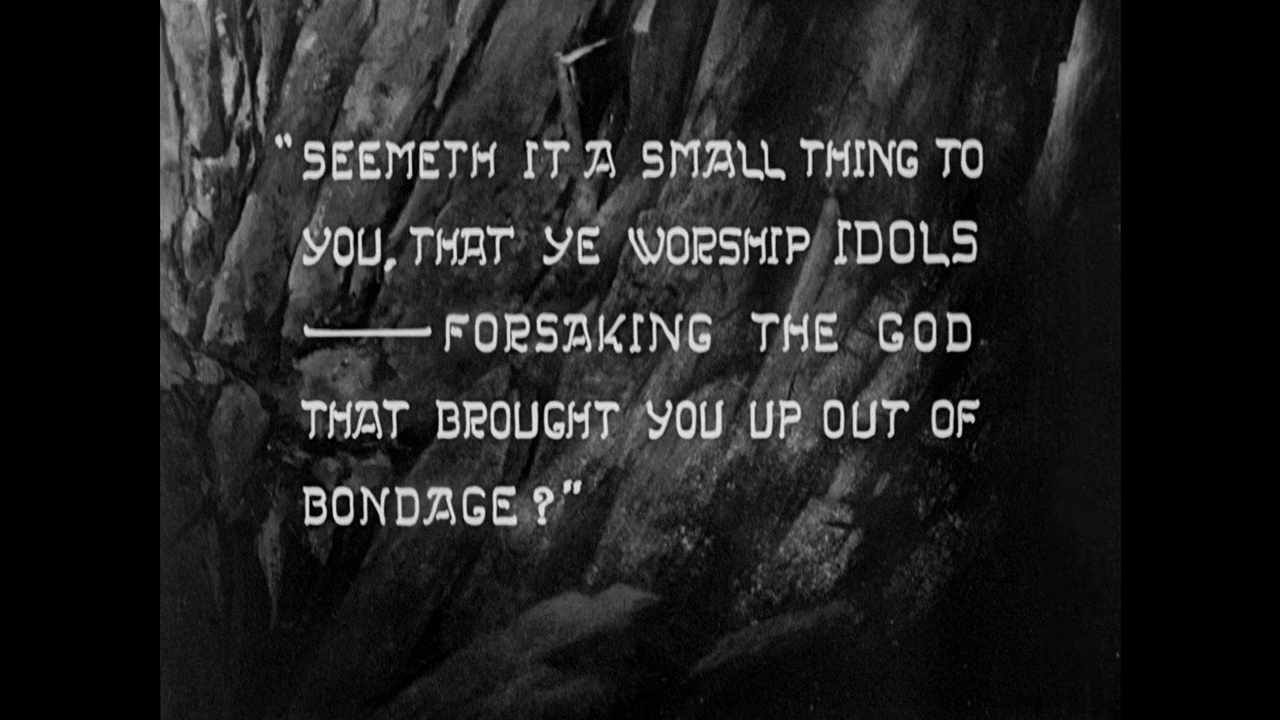 "SEEMETH IT A SMALL THING TO
YOU, THAT YE WORSHIP IDOLS
—FORSAKING THE GOD
THAT BROUGHT YOU UP OUT OF
BONDAGE?"